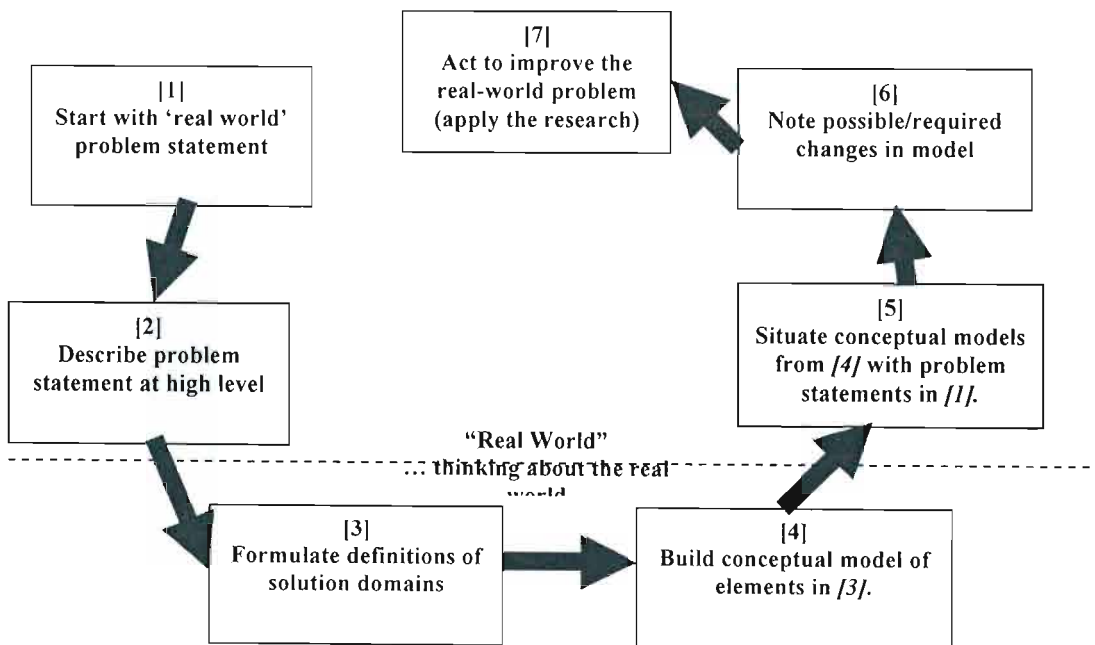 [1]
Start with ‘real world’
problem statement
[2]
Describe problem
statement at high level
[3]
Formulate definitions of
solution domains
[4]
Build conceptual model of
elements in [3].
[5]
Situate conceptual models
from [4] with problem
statements in [1].
[6]
Note possible/required
changes in model
[7]
Act to improve the
real-world problem
(apply the research)
“Real World”
... thinking about the real
world